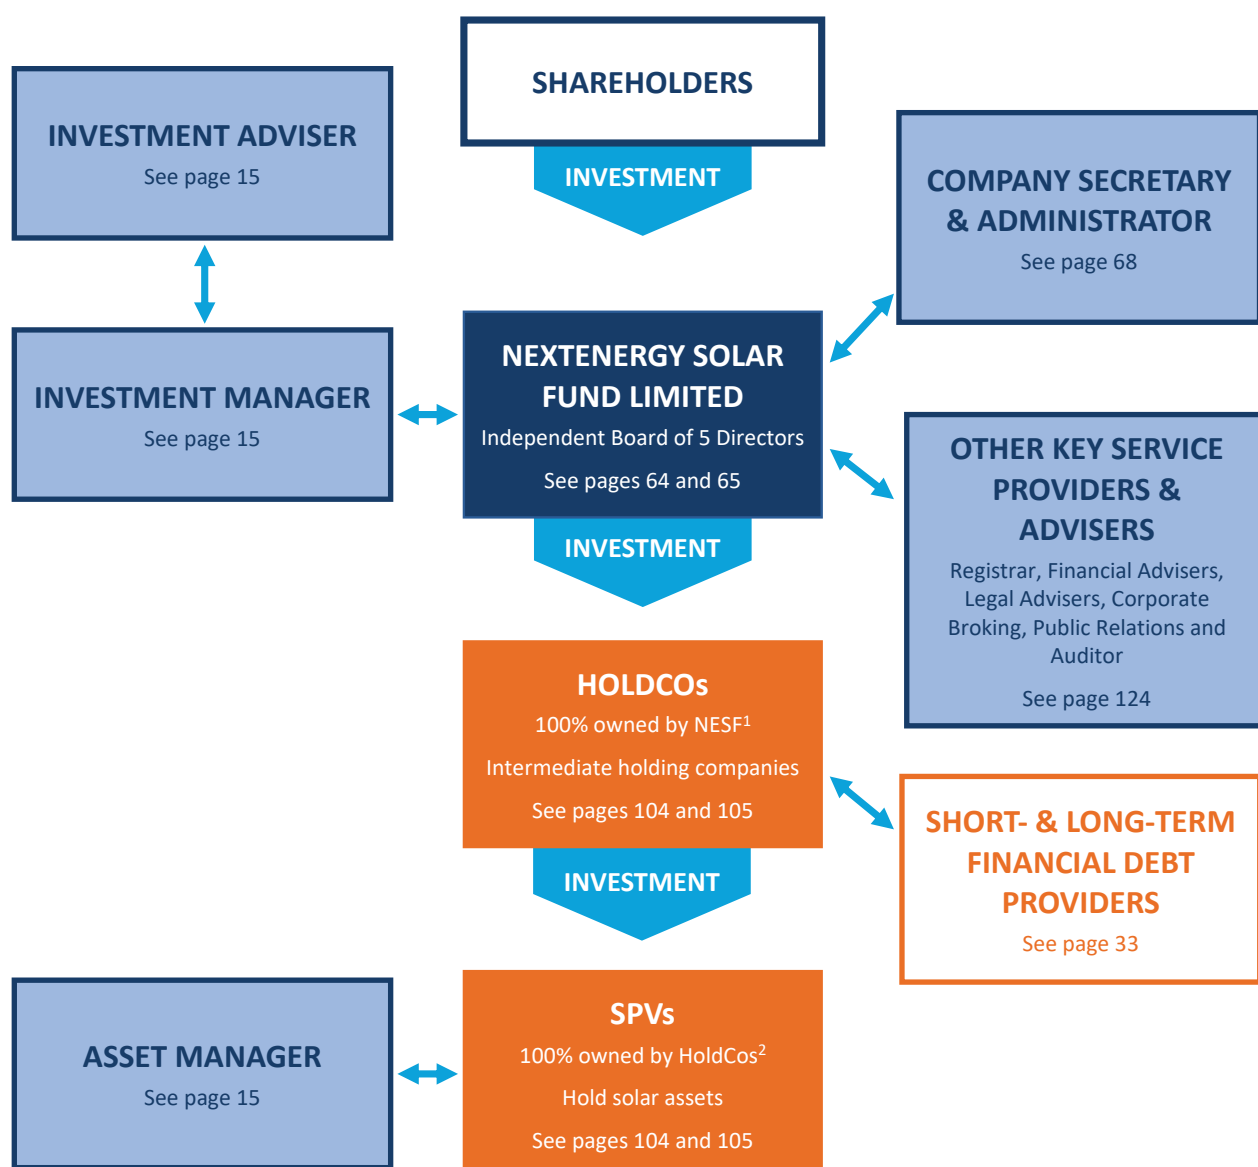 SHAREHOLDERS
INVESTMENT
INVESTMENT ADVISER
See page 15
COMPANY SECRETARY
& ADMINISTRATOR
See page 68
INVESTMENT MANAGER
See page 15
NEXTENERGY SOLAR
FUND LIMITED
Independent Board of 5 Directors
See pages 64 and 65
INVESTMENT
OTHER KEY SERVICE
PROVIDERS &
ADVISERS
Registrar, Financial Advisers,
Legal Advisers, Corporate
Broking, Public Relations and
Auditor
See page 124
HOLDCOs
100% owned by NESF¹
Intermediate holding companies
See pages 104 and 105
INVESTMENT
SHORT- & LONG-TERM
FINANCIAL DEBT
PROVIDERS
See page 33
ASSET MANAGER
See page 15
SPVs
100% owned by HoldCos²
Hold solar assets
See pages 104 and 105